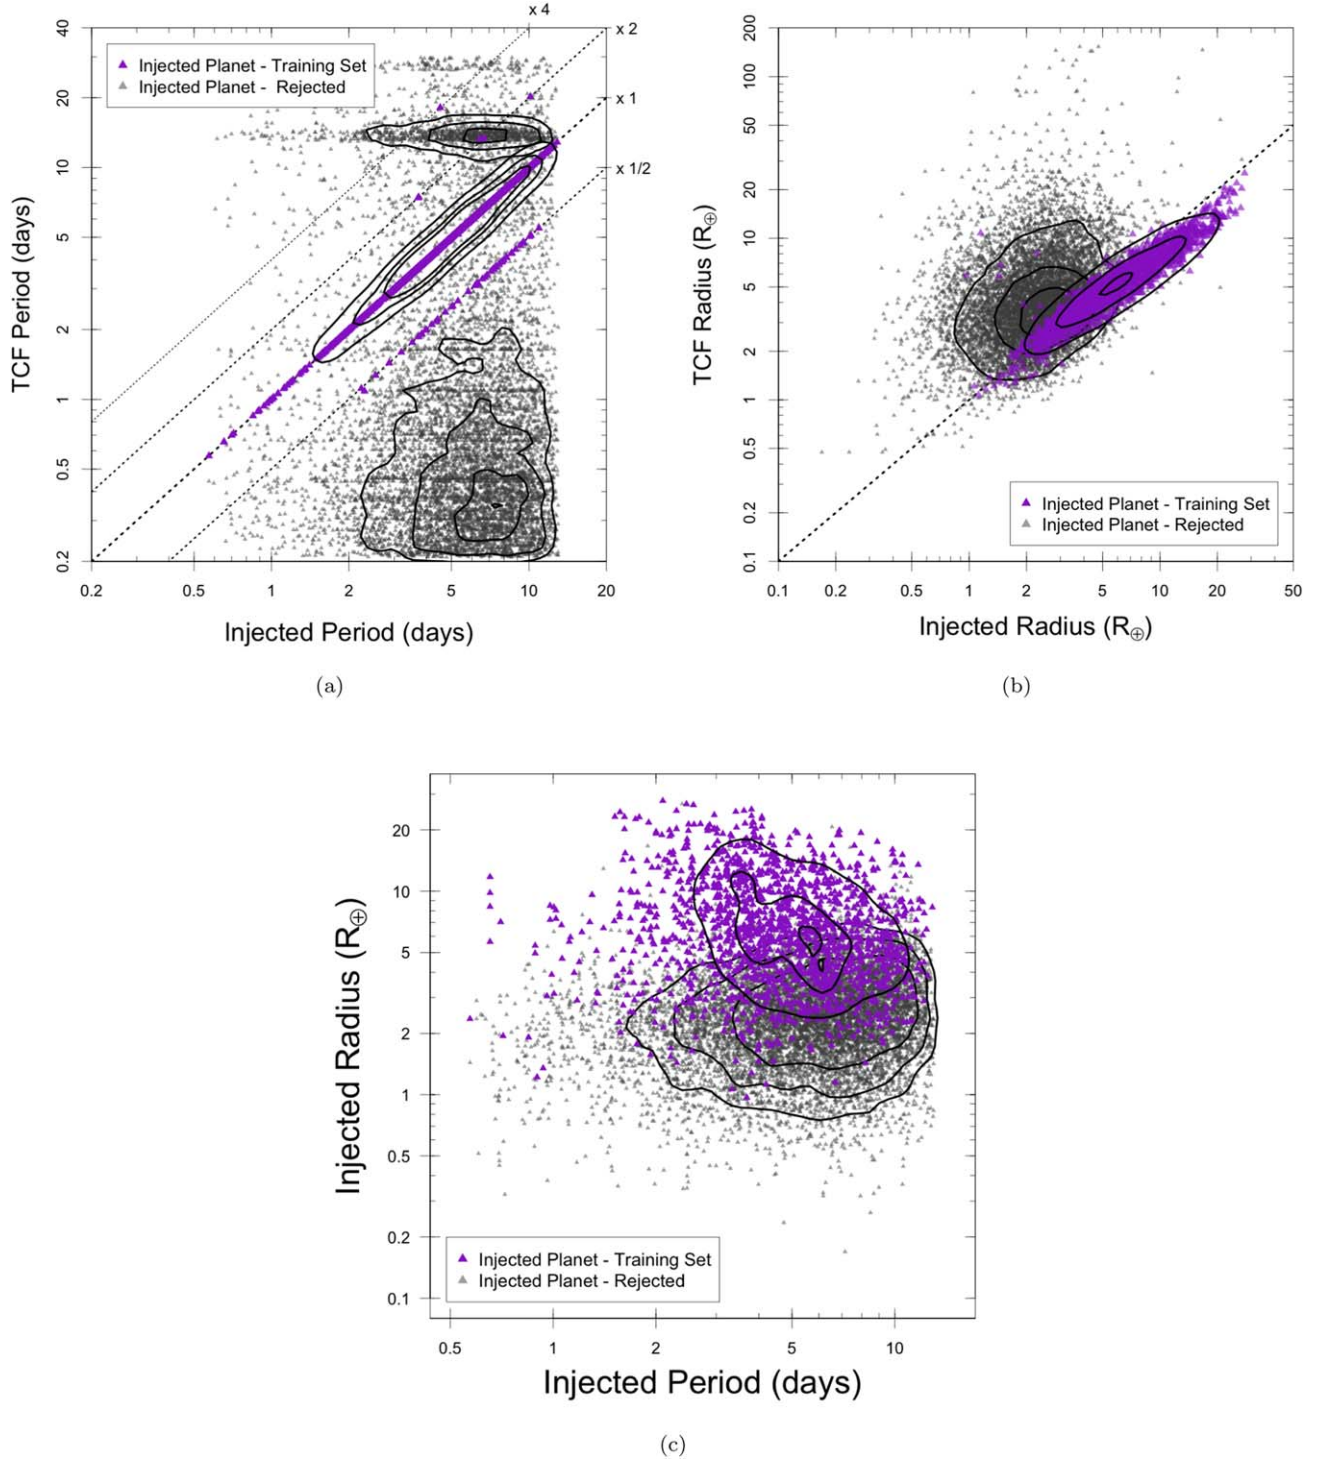 x 4
40
x 2
Injected Planet - Training Set
Injected Planet -  Rejected
20
x 1
10
x 1/2
5
2
1
0.5
0.2
TCF Period (days)
0.2 0.5 1 2 5 10 20
Injected Period (days)
(a)
200
100
50
20
10
5
2
1
0.5
0.2
0.1
TCF Radius (R⊕)
Injected Planet - Training Set
Injected Planet - Rejected
0.1 0.2 0.5 1 2 5 10 20 50
Injected Radius (R⊕)
(b)
20
10
5
2
1
0.5
0.2
0.1
Injected Radius (R⊕)
Injected Planet - Training Set
Injected Planet - Rejected
0.5 1 2 5 10
Injected Period (days)
(c)